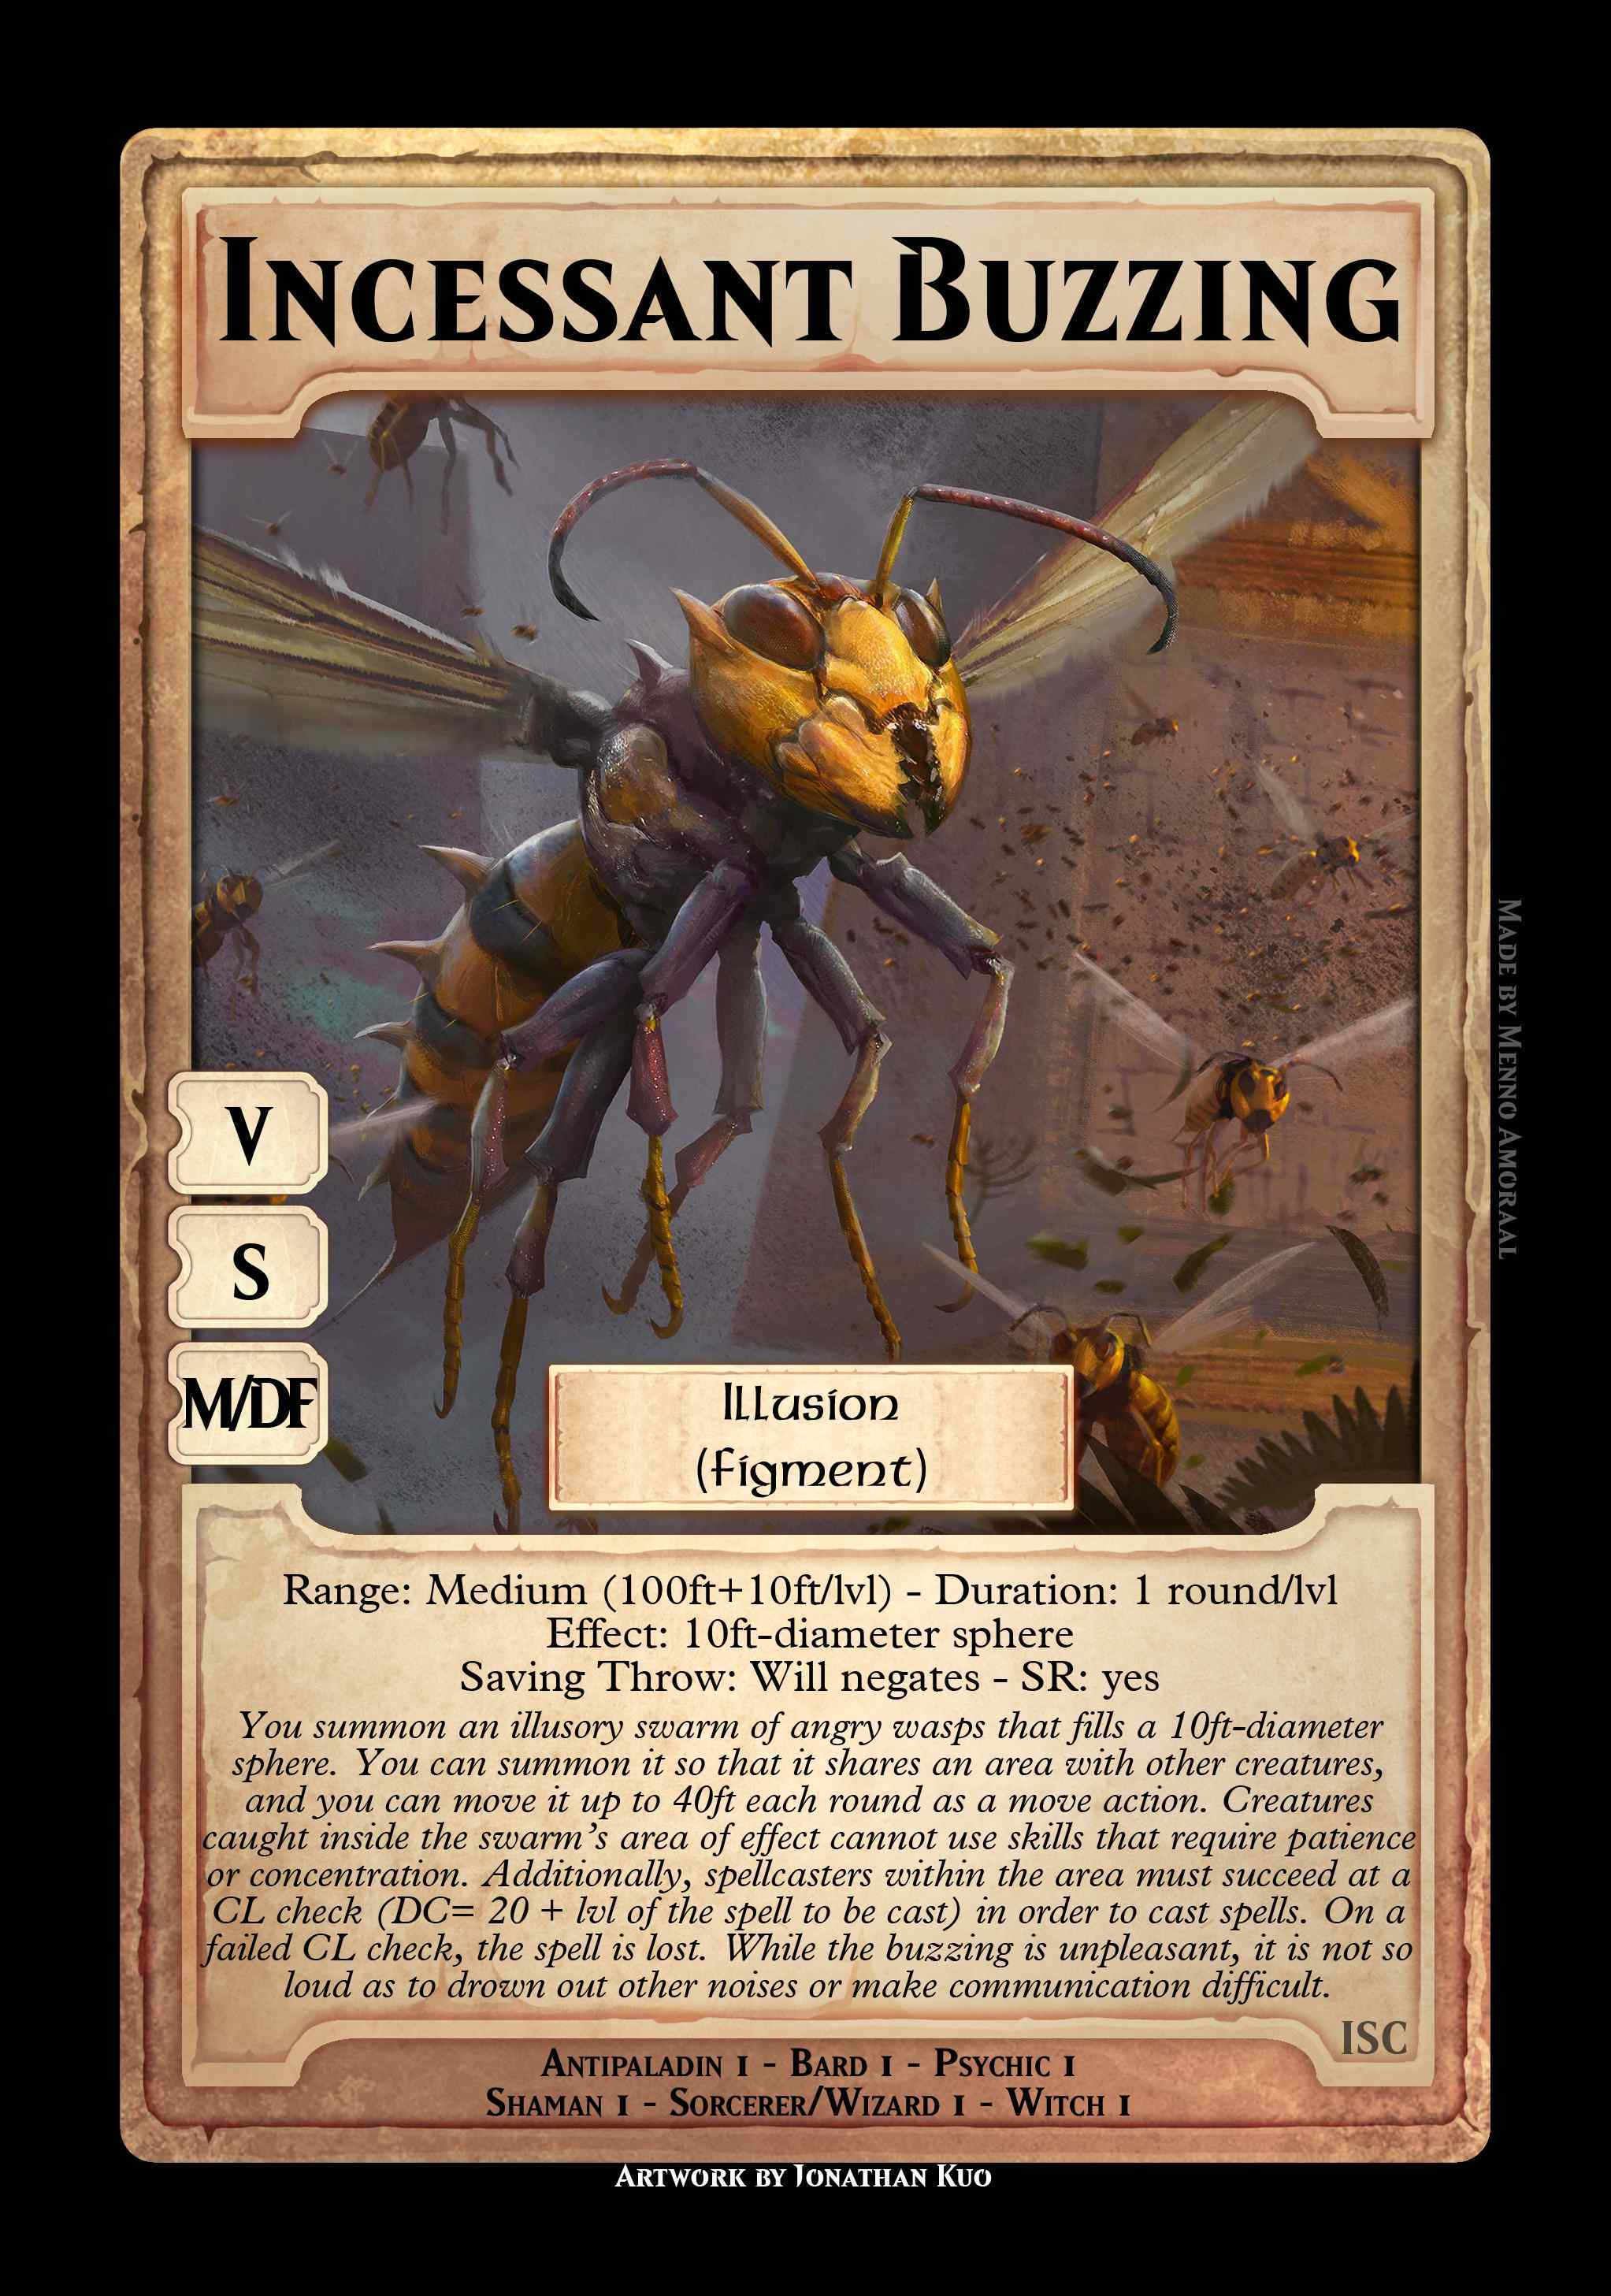 Incessant Buzzing
V
S
M/DF
Illusion
(Figment)
Range: Medium (100ft+10ft/lvl) - Duration: 1 round/lvl
Effect: 10ft-diameter sphere
Saving Throw: Will negates - SR: yes
You summon an illusory swarm of angry wasps that fills a 10ft-diameter
sphere. You can summon it so that it shares an area with other creatures,
and you can move it up to 40ft each round as a move action. Creatures
caught inside the swarm's area of effect cannot use skills that require patience
or concentration. Additionally, spellcasters within the area must succeed at a
CL check (DC= 20 + lvl of the spell to be cast) in order to cast spells. On a
failed CL check, the spell is lost. While the buzzing is unpleasant, it is not so
loud as to drown out other noises or make communication difficult.
ISC
Antipaladin 1 - Bard 1 - Psychic 1
Shaman 1 - Sorcerer/Wizard 1 - Witch 1
Artwork by Jonathan Kuo
Made by Menno Amoraal